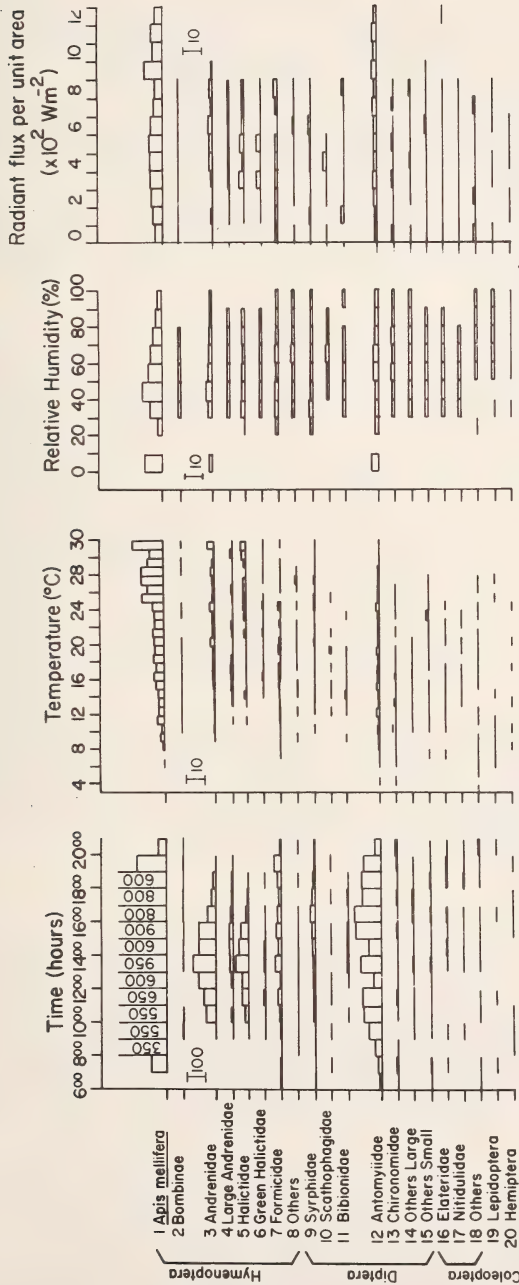 Time (hours)
6⁰⁰ 8⁰⁰ 10⁰⁰ 12⁰⁰ 14⁰⁰ 16⁰⁰ 18⁰⁰ 20⁰⁰
350 550 550 650 600 950 600 900 800 800 600
100
Temperature (°C)
4 8 12 16 20 24 28 30
10
Relative Humidity (%)
0 20 40 60 80 100
10
Radiant flux per unit area
(x10² Wm⁻²)
0 2 4 6 8 12
10
Hymenoptera
1 Apis mellifera
2 Bombinae
3 Andrenidae
4 Large Andrenidae
5 Halictidae
6 Green Halictidae
7 Formicidae
8 Others
Diptera
9 Syrphidae
10 Scathophagidae
11 Bibionidae
12 Antomyiidae
13 Chironomidae
14 Others Large
15 Others Small
Coleoptera
16 Elateridae
17 Nitidulidae
18 Others
19 Lepidoptera
20 Hemiptera